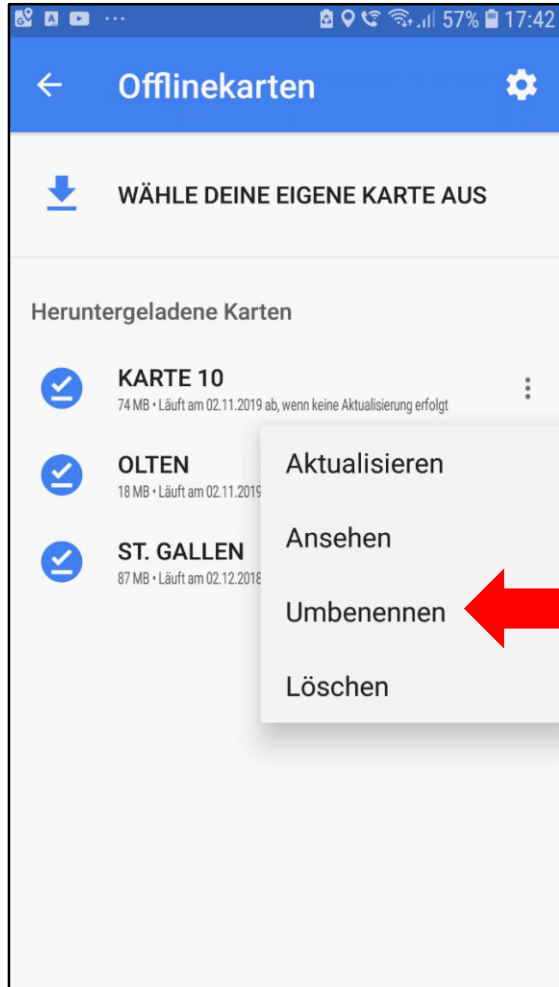 57% 17:42
Offlinekarten
WÄHLE DEINE EIGENE KARTE AUS
Heruntergeladene Karten
KARTE 10
74 MB • Läuft am 02.11.2019 ab, wenn keine Aktualisierung erfolgt
OLTEN
18 MB • Läuft am 02.11.2019
ST. GALLEN
87 MB • Läuft am 02.12.2018
Aktualisieren
Ansehen
Umbenennen
Löschen